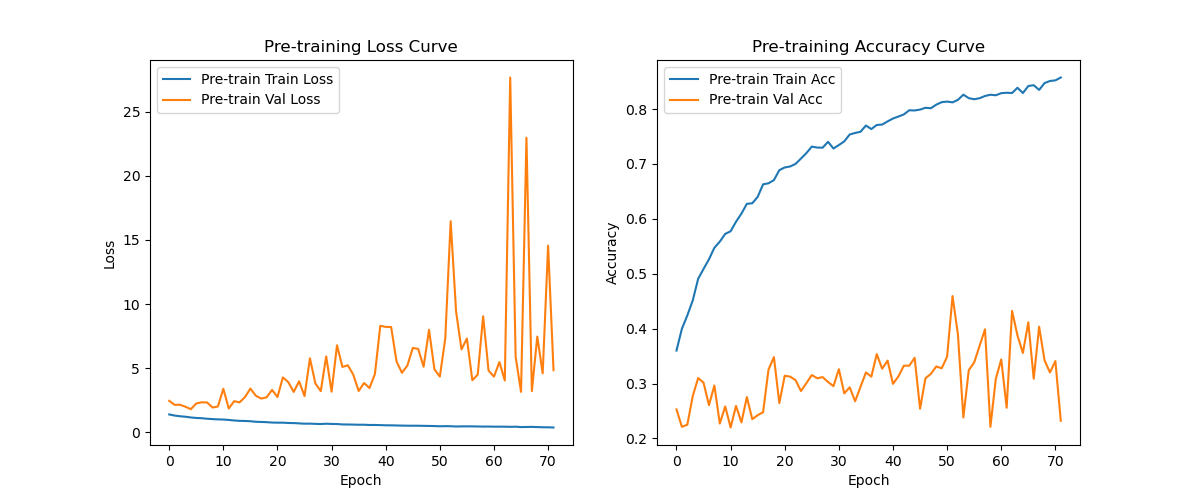 Pre-training Loss Curve
Pre-train Train Loss
Pre-train Val Loss
25
20
15
10
5
0
Loss
0 10 20 30 40 50 60 70
Epoch
Pre-training Accuracy Curve
Pre-train Train Acc
Pre-train Val Acc
0.8
0.7
0.6
0.5
0.4
0.3
0.2
Accuracy
0 10 20 30 40 50 60 70
Epoch